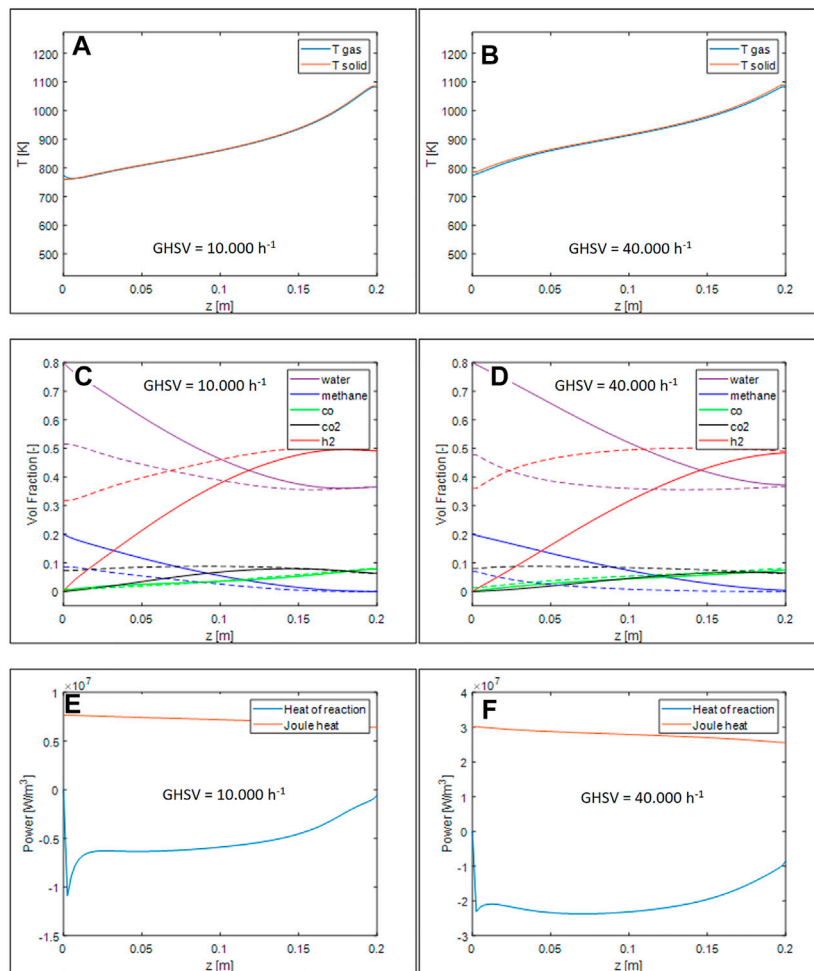 A
T gas
T solid
1200
1100
1000
900
800
700
600
500
T [K]
GHSV = 10.000 h-1
0 0.05 0.1 0.15 0.2
z [m]
B
T gas
T solid
1200
1100
1000
900
800
700
600
500
T [K]
GHSV = 40.000 h-1
0 0.05 0.1 0.15 0.2
z [m]
C
GHSV = 10.000 h-1
water
methane
co
co2
h2
0.8
0.7
0.6
0.5
0.4
0.3
0.2
0.1
0
Vol Fraction [-]
0 0.05 0.1 0.15 0.2
z [m]
D
GHSV = 40.000 h-1
water
methane
co
co2
h2
0.8
0.7
0.6
0.5
0.4
0.3
0.2
0.1
0
Vol Fraction [-]
0 0.05 0.1 0.15 0.2
z [m]
×10^7
E
Heat of reaction
Joule heat
1
0.5
0
-0.5
-1
-1.5
Power [W/m³]
GHSV = 10.000 h-1
0 0.05 0.1 0.15 0.2
z [m]
×10^7
F
Heat of reaction
Joule heat
4
3
2
1
0
-1
-2
-3
Power [W/m³]
GHSV = 40.000 h-1
0 0.05 0.1 0.15 0.2
z [m]